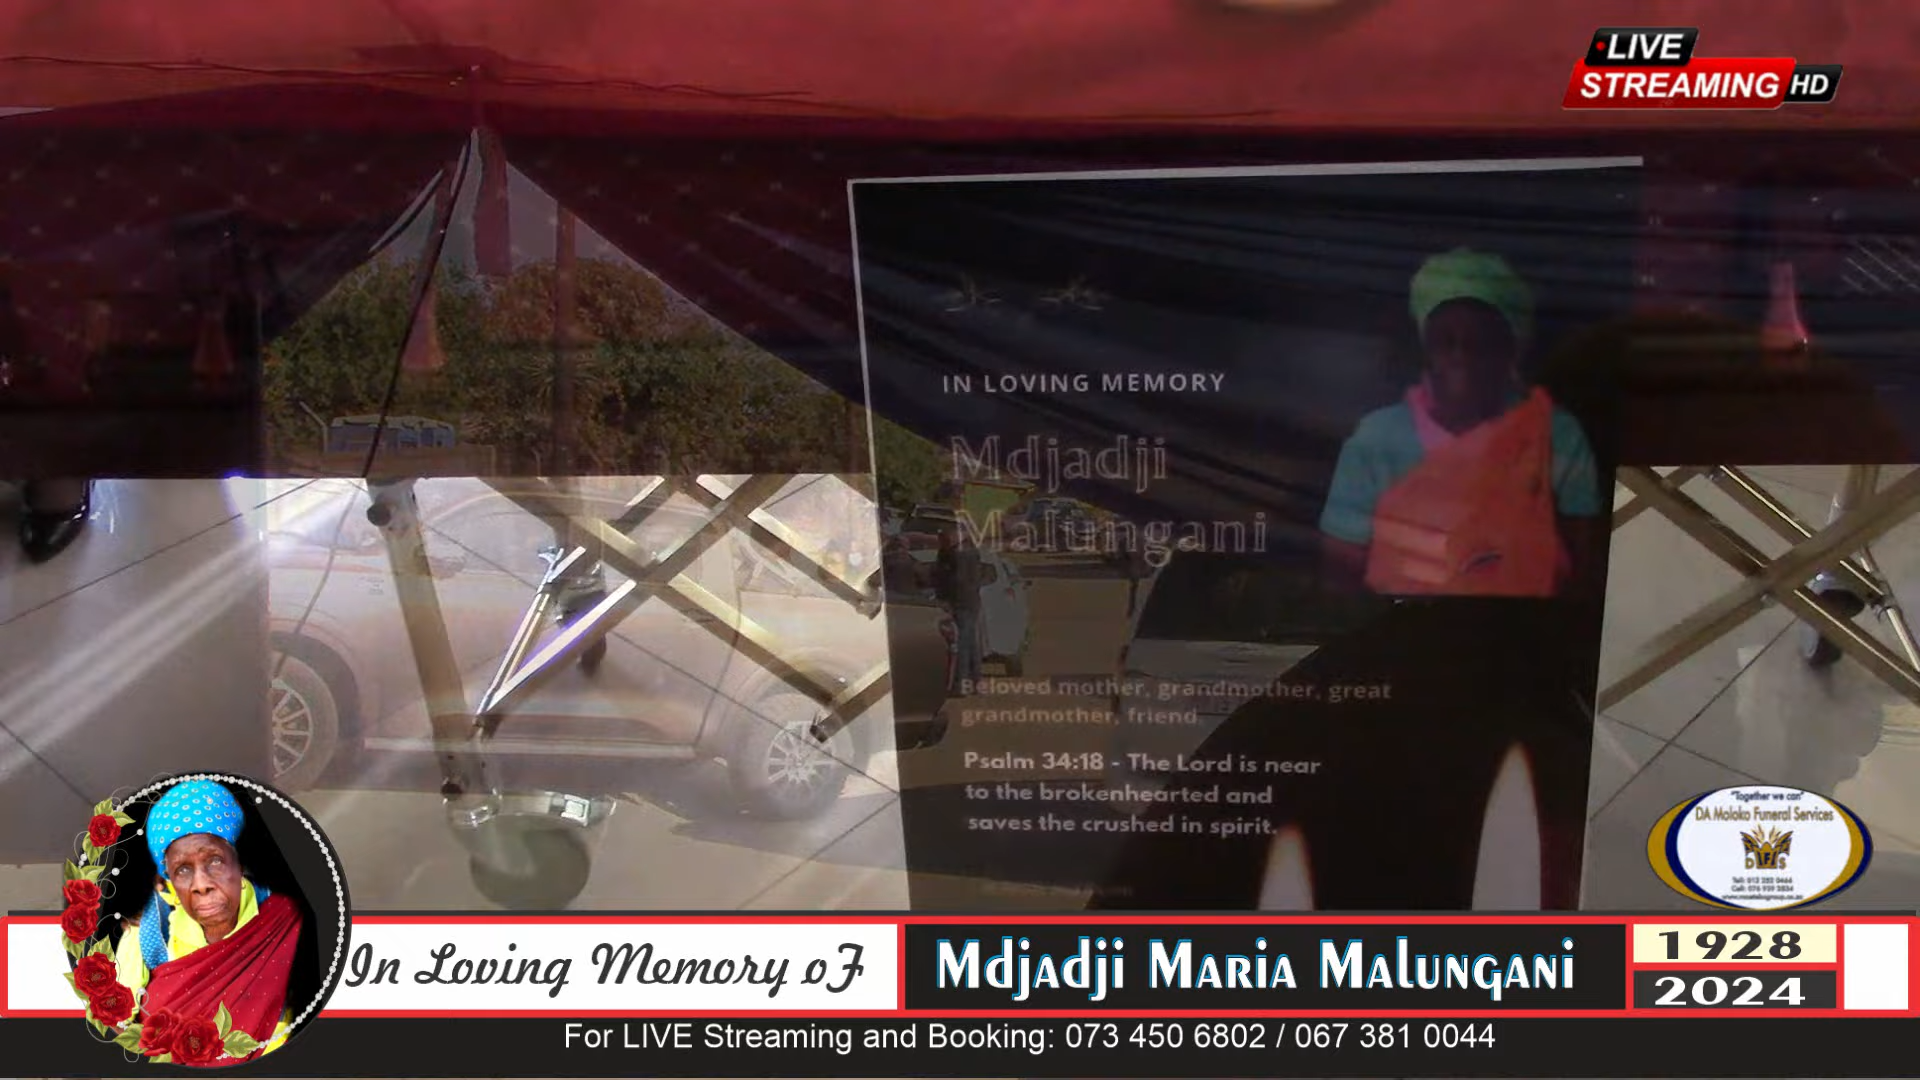 LIVE
STREAMING HD
IN LOVING MEMORY
Mdjadji
Malungani
Beloved mother, grandmother, great
grandmother, friend
Psalm 34:18 - The Lord is near
to the brokenhearted and
saves the crushed in spirit.
"Together we can"
DA Moloko Funeral Services
DFS
In Loving Memory oF
Mdjadji Maria Malungani
1928
2024
For LIVE Streaming and Booking: 073 450 6802 / 067 381 0044